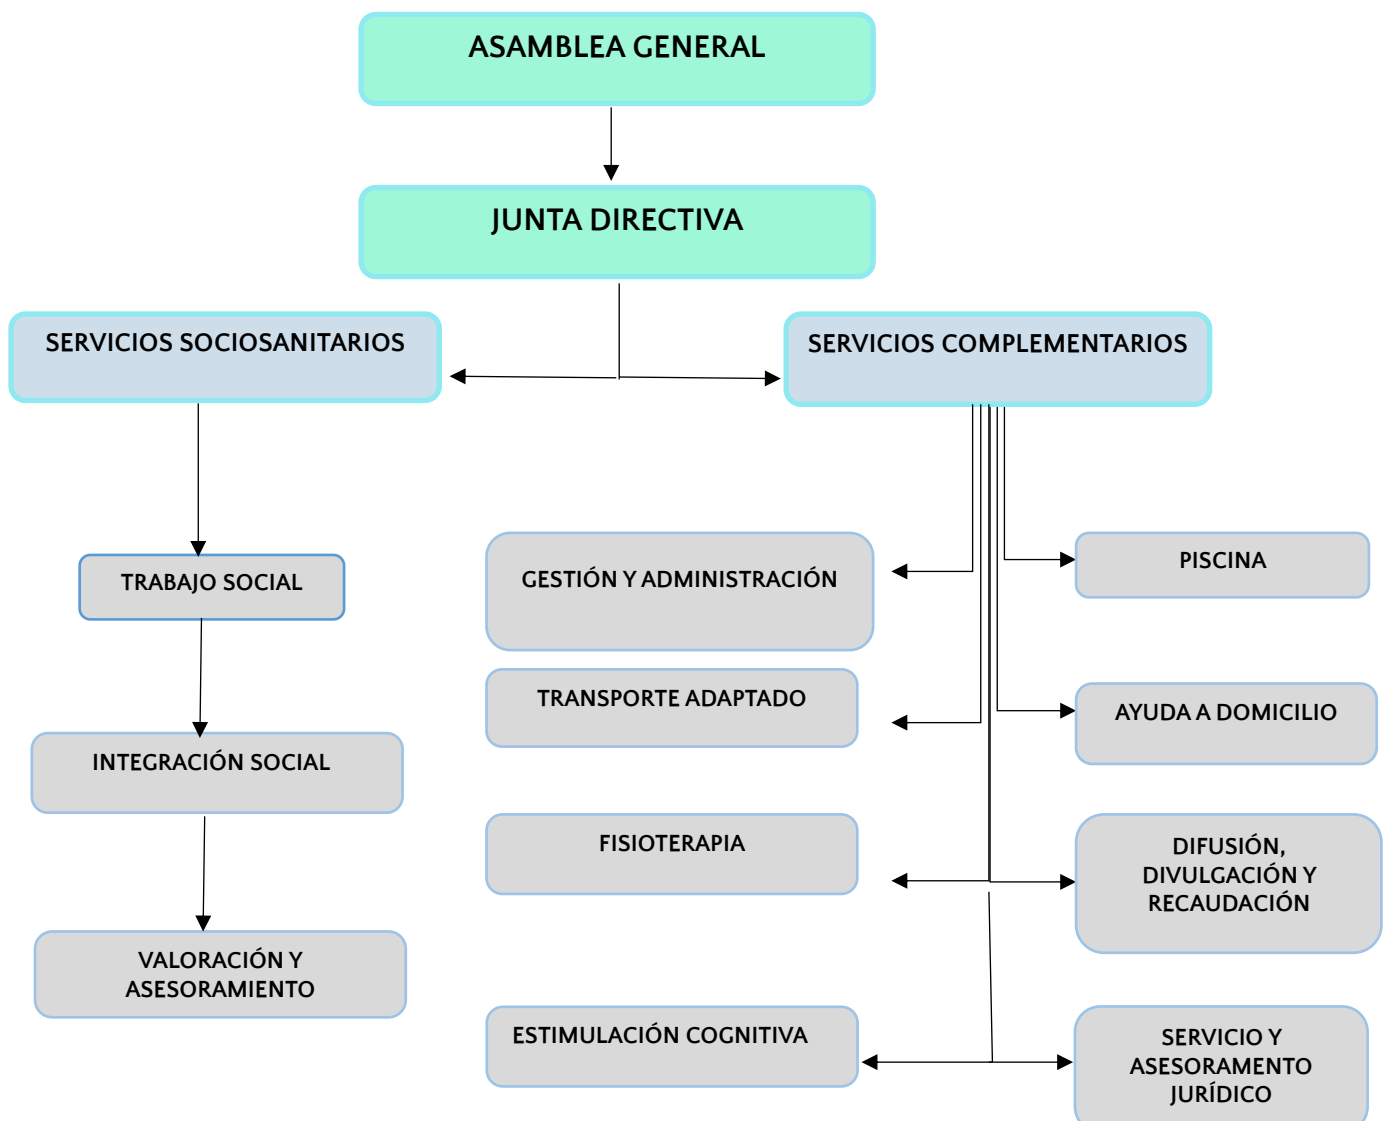 ASAMBLEA GENERAL
JUNTA DIRECTIVA
SERVICIOS SOCIOSANITARIOS
SERVICIOS COMPLEMENTARIOS
TRABAJO SOCIAL
INTEGRACIÓN SOCIAL
VALORACIÓN Y
ASESORAMIENTO
GESTIÓN Y ADMINISTRACIÓN
TRANSPORTE ADAPTADO
FISIOTERAPIA
ESTIMULACIÓN COGNITIVA
PISCINA
AYUDA A DOMICILIO
DIFUSIÓN,
DIVULGACIÓN Y
RECAUDACIÓN
SERVICIO Y
ASESORAMENTO
JURÍDICO